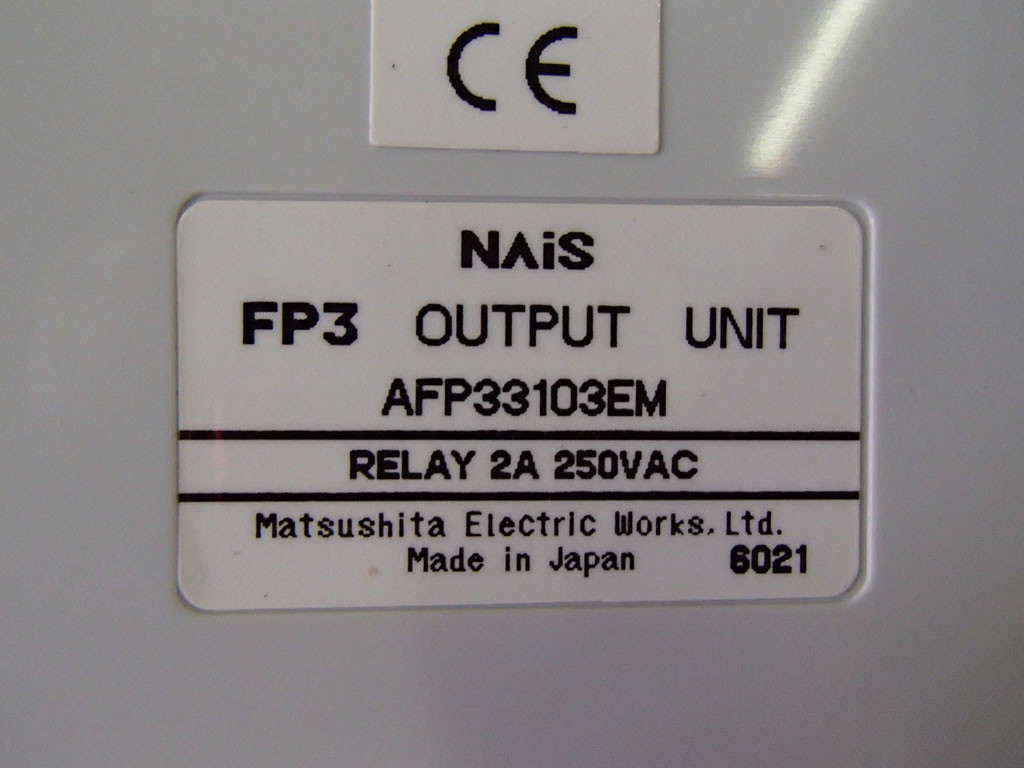 CE
NAiS
FP3 OUTPUT UNIT
AFP33103EM
RELAY 2A 250VAC
Matsushita Electric Works, Ltd.
Made in Japan 6021